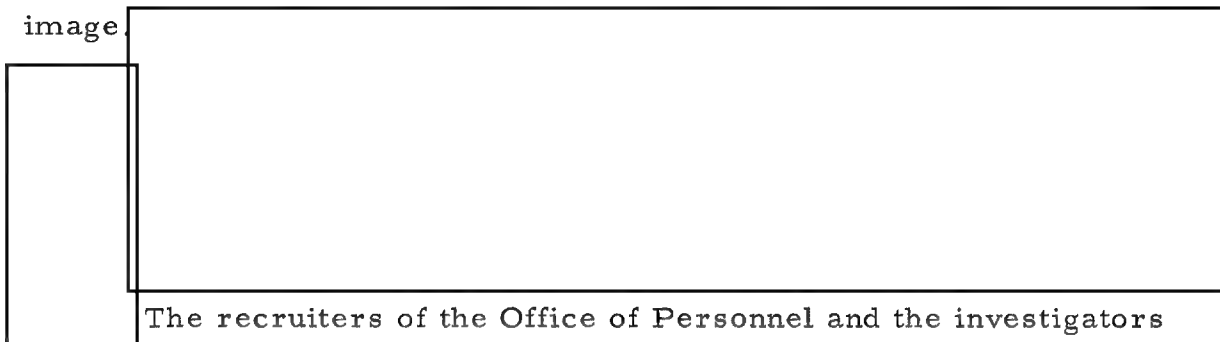 image.
The recruiters of the Office of Personnel and the investigators